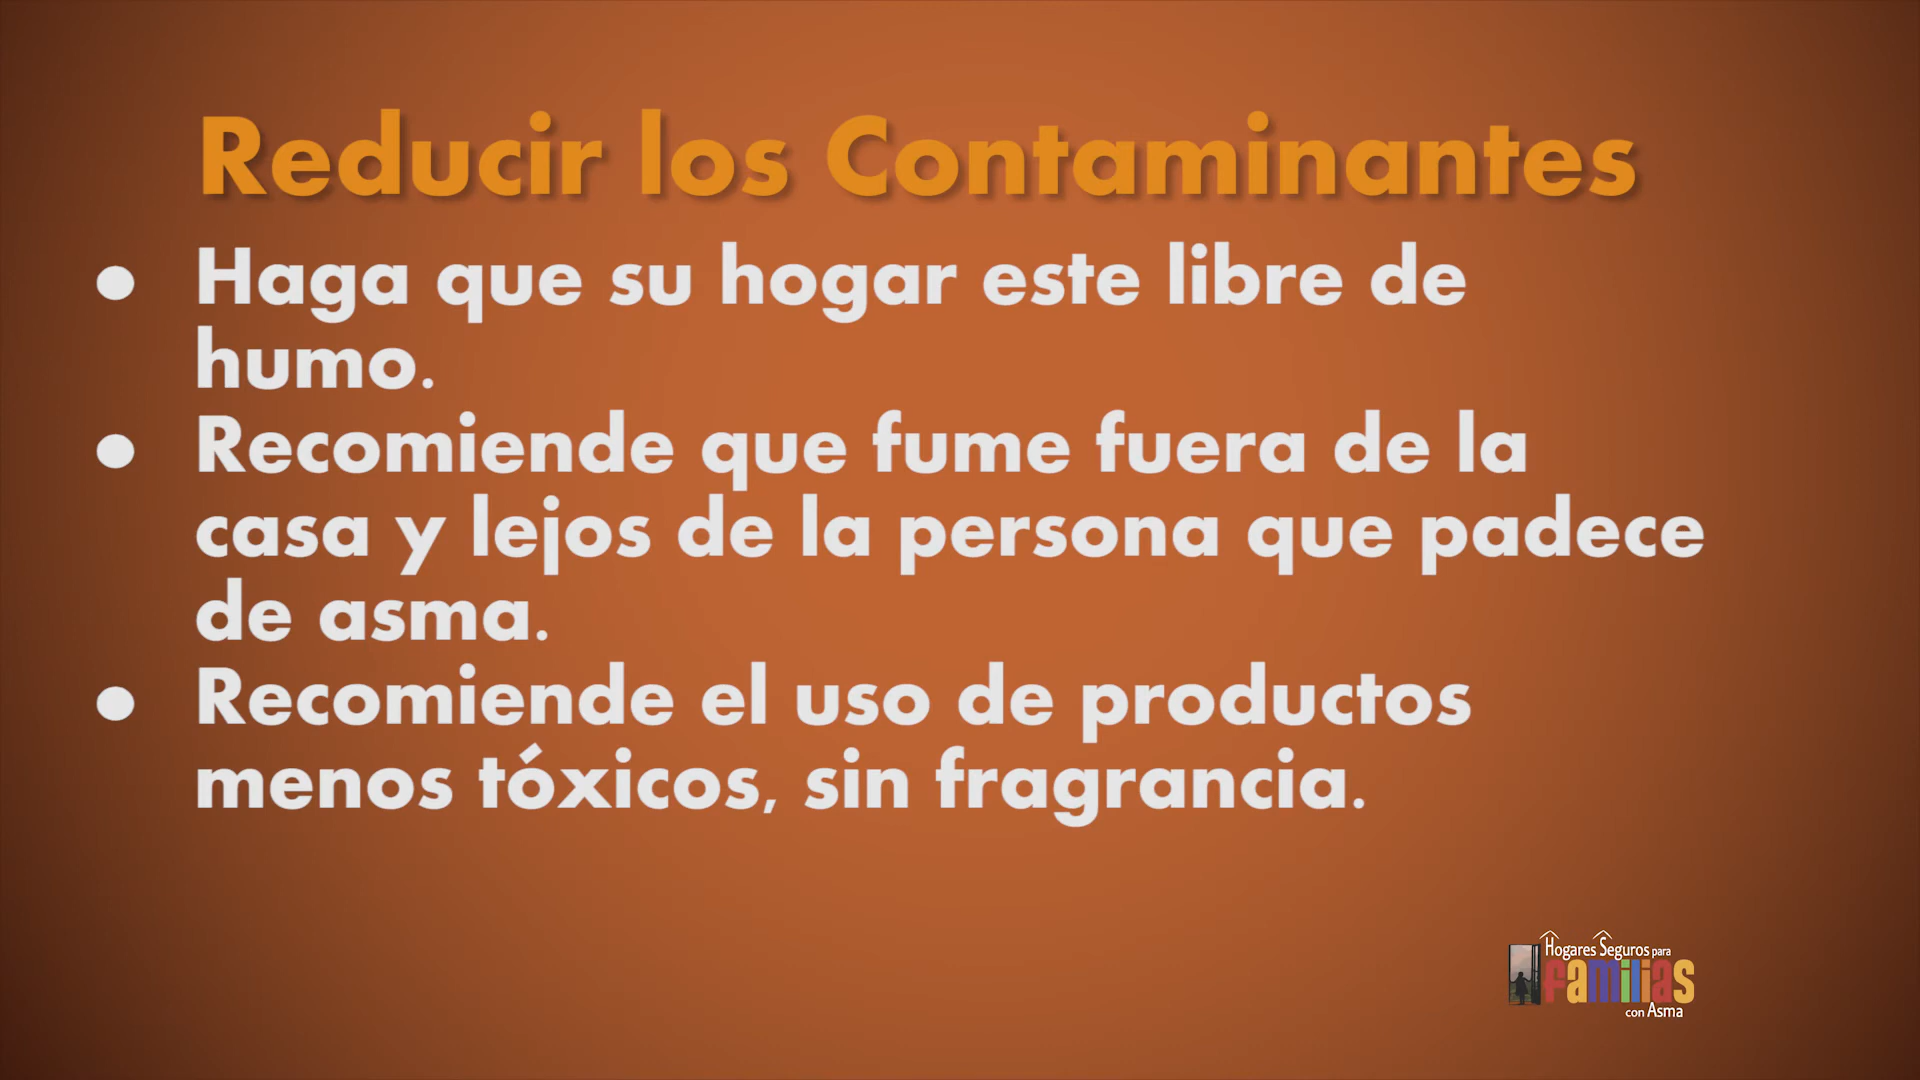 Reducir los Contaminantes
● Haga que su hogar este libre de
humo.
● Recomiende que fume fuera de la
casa y lejos de la persona que padece
de asma.
● Recomiende el uso de productos
menos tóxicos, sin fragrancia.
Hogares Seguros para
familias
con Asma